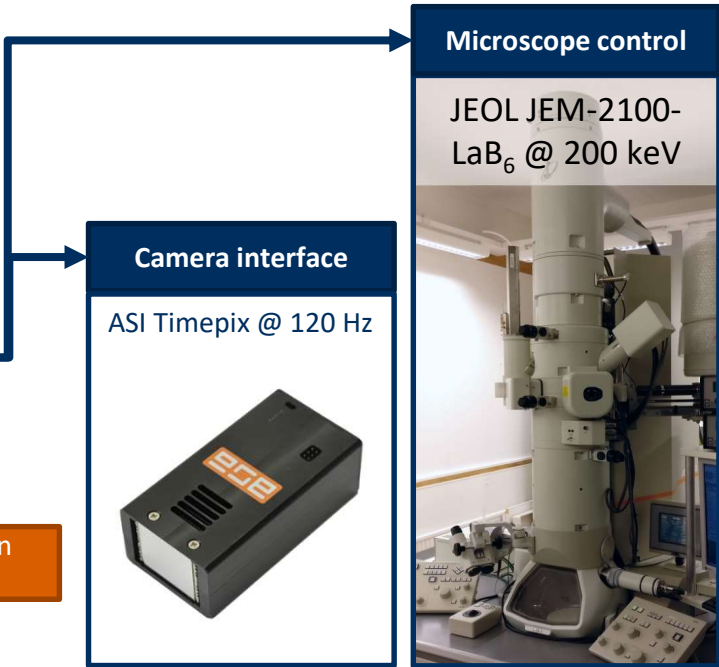 Microscope control
JEOL JEM-2100-
LaB₆ @ 200 keV
Camera interface
ASI Timepix @ 120 Hz